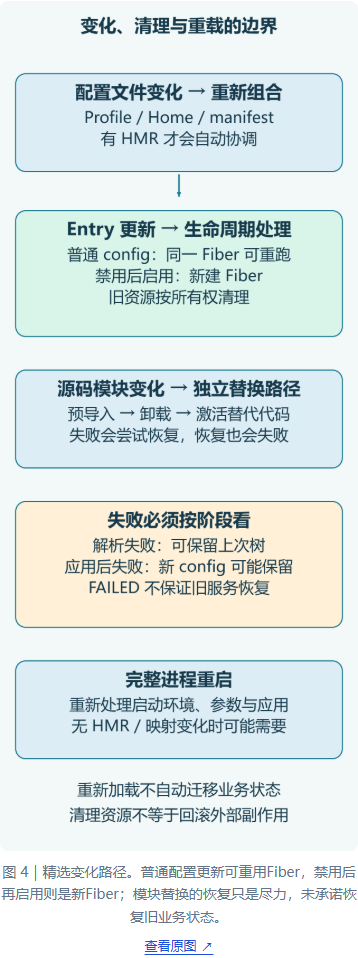 变化、清理与重载的边界
配置文件变化 → 重新组合
Profile / Home / manifest
有 HMR 才会自动协调
Entry 更新 → 生命周期处理
普通 config：同一 Fiber 可重跑
禁用后启用：新建 Fiber
旧资源按所有权清理
源码模块变化 → 独立替换路径
预导入 → 卸载 → 激活替代代码
失败会尝试恢复，恢复也会失败
失败必须按阶段看
解析失败：可保留上次树
应用后失败：新 config 可能保留
FAILED 不保证旧服务恢复
完整进程重启
重新处理启动环境、参数与应用
无 HMR / 映射变化时可能需要
重新加载不自动迁移业务状态
清理资源不等于回滚外部副作用
图 4 | 精选变化路径。普通配置更新可重用Fiber，禁用后
再启用则是新Fiber；模块替换的恢复只是尽力，未承诺恢
复旧业务状态。
查看原图 ↗